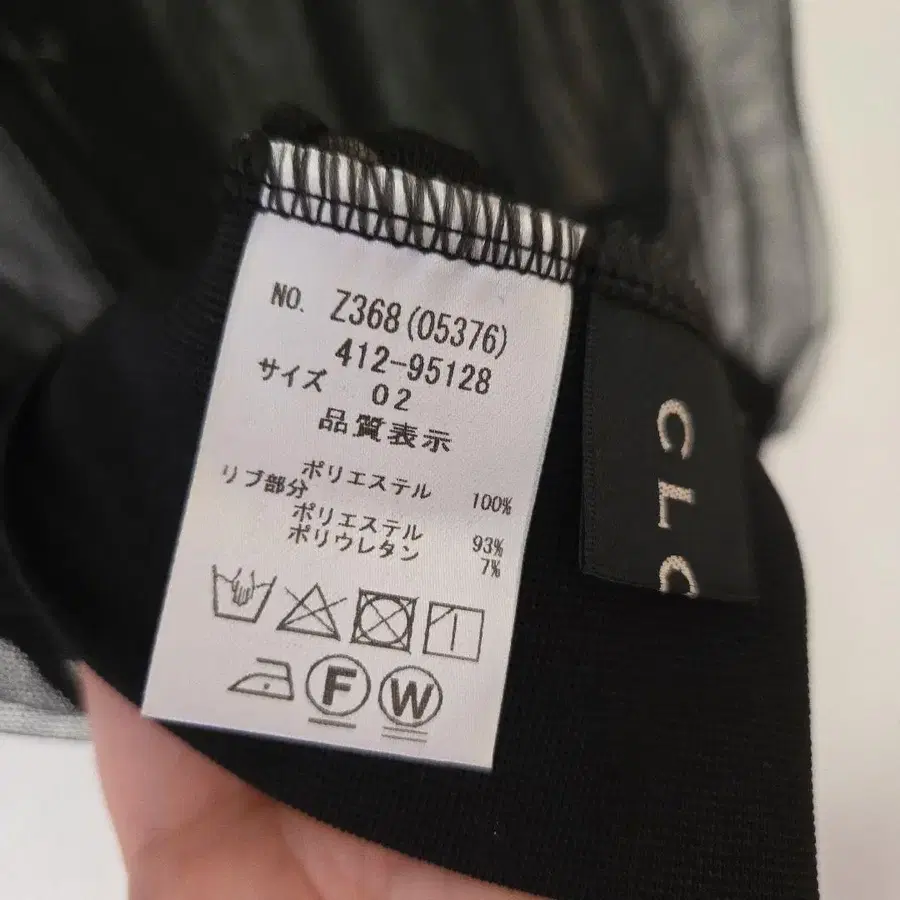 NO. Z368(05376)
412-95128
サイズ 02
品質表示
ポリエステル 100%
リブ部分
ポリエステル 93%
ポリウレタン 7%
F W
CLC